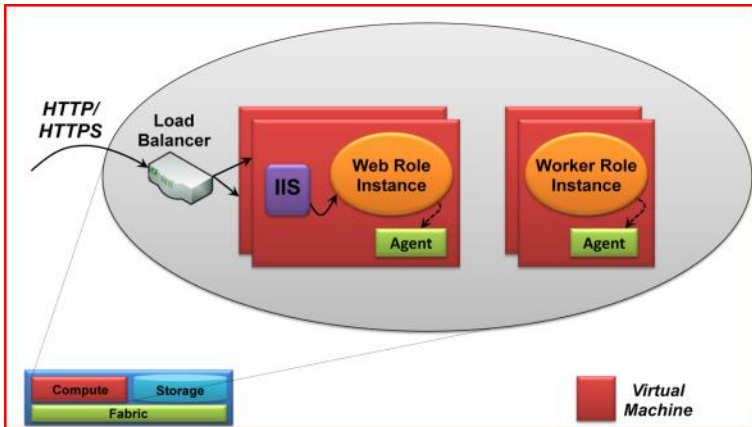 HTTP/
HTTPS
Load
Balancer
IIS
Web Role
Instance
Agent
Worker Role
Instance
Agent
Compute
Storage
Fabric
Virtual
Machine